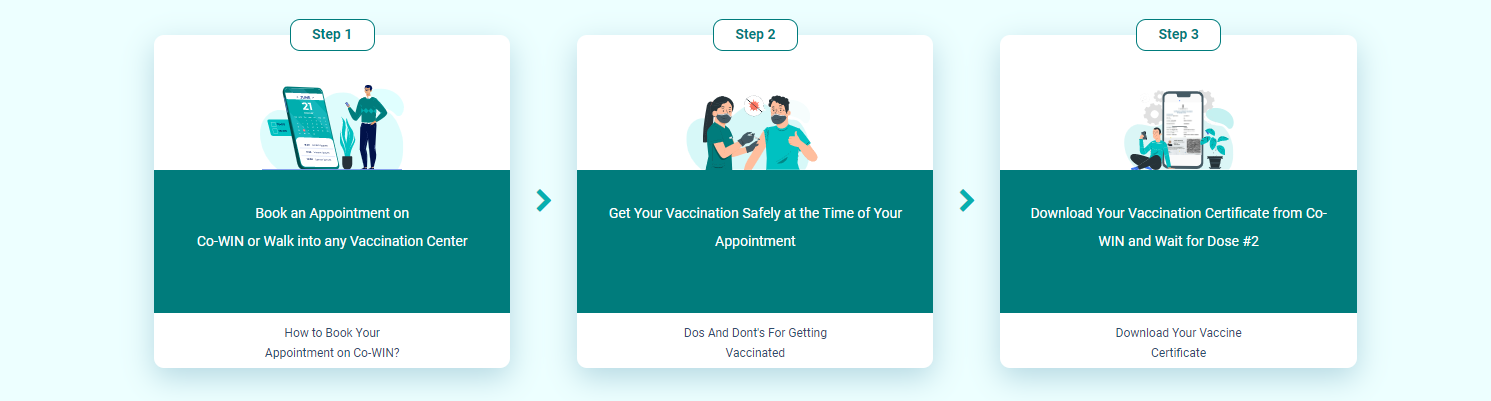 Step 1
Step 2
Step 3
JUNE
21
Book an Appointment on
Co-WIN or Walk into any Vaccination Center
Get Your Vaccination Safely at the Time of Your
Appointment
Download Your Vaccination Certificate from Co-
WIN and Wait for Dose #2
How to Book Your
Appointment on Co-WIN?
Dos And Dont's For Getting
Vaccinated
Download Your Vaccine
Certificate